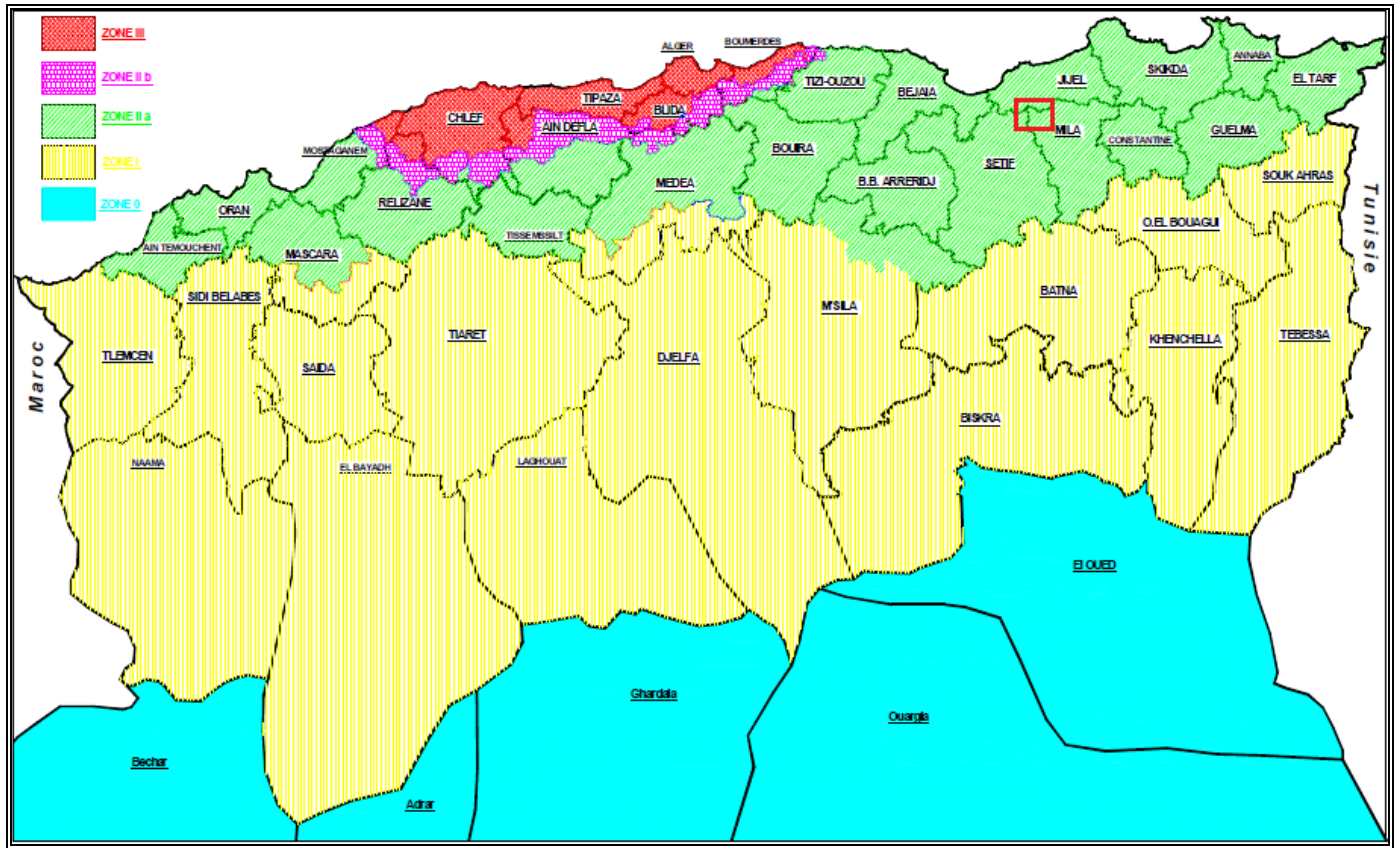 ZONE III
ZONE II b
ZONE II a
ZONE I
ZONE 0
ALGER
BOUMERDES
TIPAZA
CHLEF
BLIDA
AIN DEFLA
TIZI-OUZOU
BEJAIA
JIJEL
SKIKDA
ANNABA
EL TARF
MOSTAGANEM
BOUIRA
MILA
CONSTANTINE
GUELMA
SETIF
B.B. ARRERIDJ
MEDEA
SOUK AHRAS
RELIZANE
ORAN
O.EL BOUAGUI
TISSEMSSILT
AIN TEMOUCHENT
MASCARA
Tunisie
SIDI BELABES
BATNA
M'SILA
TIARET
TEBESSA
KHENCHELLA
TLEMCEN
DJELFA
SAIDA
Maroc
BISKRA
NAAMA
EL BAYADH
LAGHOUAT
El OUED
Ghardaia
Ouargla
Bechar
Adrar